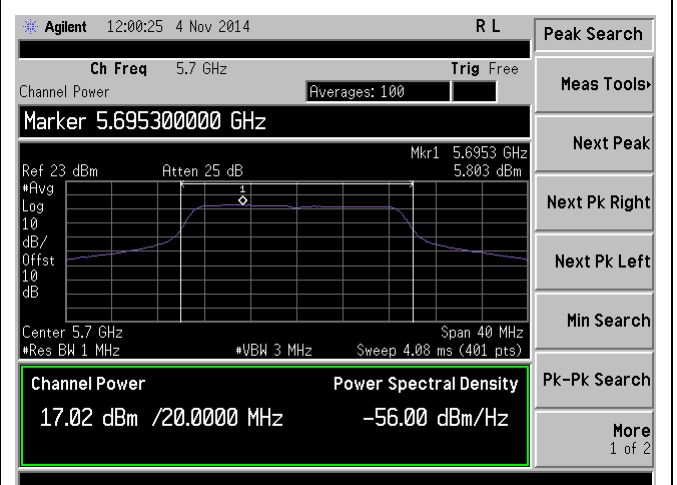 Agilent 12:00:25 4 Nov 2014 R L
Peak Search
Ch Freq 5.7 GHz Trig Free
Channel Power Averages: 100
Meas Tools
Marker 5.695300000 GHz
Next Peak
Mkr1 5.6953 GHz
Ref 23 dBm Atten 25 dB 5.803 dBm
#Avg
Log
10
dB/
Offst
10
dB
1
Next Pk Right
Next Pk Left
Min Search
Center 5.7 GHz Span 40 MHz
#Res BW 1 MHz #VBW 3 MHz Sweep 4.08 ms (401 pts)
Channel Power Power Spectral Density
Pk-Pk Search
17.02 dBm /20.0000 MHz -56.00 dBm/Hz
More
1 of 2